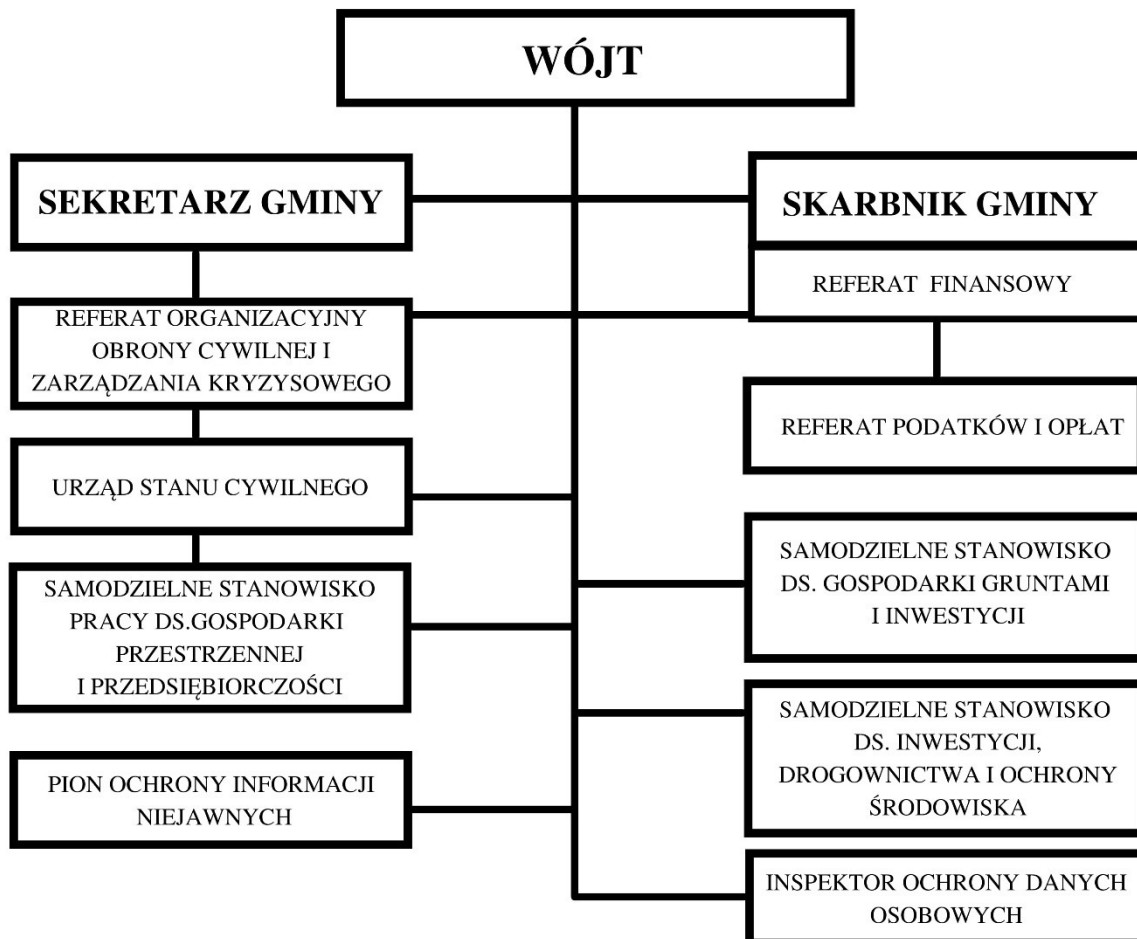 WÓJT
SEKRETARZ GMINY
SKARBNIK GMINY
REFERAT FINANSOWY
REFERAT ORGANIZACYJNY
OBRONY CYWILNEJ I
ZARZĄDZANIA KRYZYSOWEGO
REFERAT PODATKÓW I OPŁAT
URZĄD STANU CYWILNEGO
SAMODZIELNE STANOWISKO
DS. GOSPODARKI GRUNTAMI
I INWESTYCJI
SAMODZIELNE STANOWISKO
PRACY DS.GOSPODARKI
PRZESTRZENNEJ
I PRZEDSIĘBIORCZOŚCI
SAMODZIELNE STANOWISKO
DS. INWESTYCJI,
DROGOWNICTWA I OCHRONY
ŚRODOWISKA
PION OCHRONY INFORMACJI
NIEJAWNYCH
INSPEKTOR OCHRONY DANYCH
OSOBOWYCH